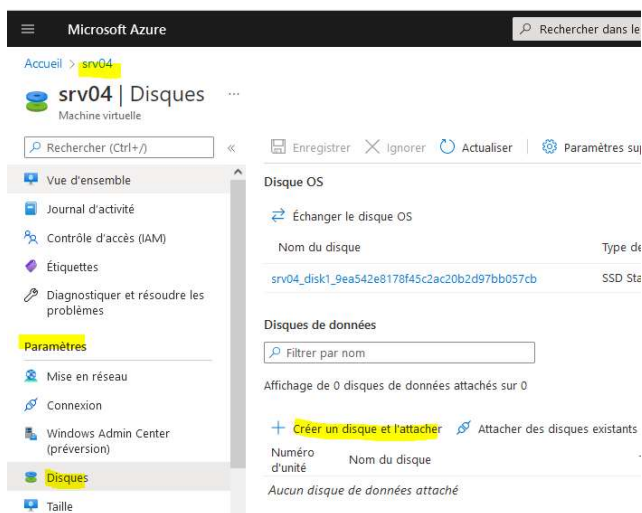 Microsoft Azure
Rechercher dans le
Accueil > srv04
srv04 | Disques ...
Machine virtuelle
Rechercher (Ctrl+/) «
Vue d'ensemble
Journal d'activité
Contrôle d'accès (IAM)
Étiquettes
Diagnostiquer et résoudre les
problèmes
Paramètres
Mise en réseau
Connexion
Windows Admin Center
(préversion)
Disques
Taille
Enregistrer Ignorer Actualiser Paramètres su
Disque OS
Échanger le disque OS
Nom du disque Type de
srv04_disk1_9ea542e8178f45c2ac20b2d97bb057cb SSD Sta
Disques de données
Filtrer par nom
Affichage de 0 disques de données attachés sur 0
Créer un disque et l'attacher Attacher des disques existants
Numéro
d'unité
Nom du disque
Aucun disque de données attaché